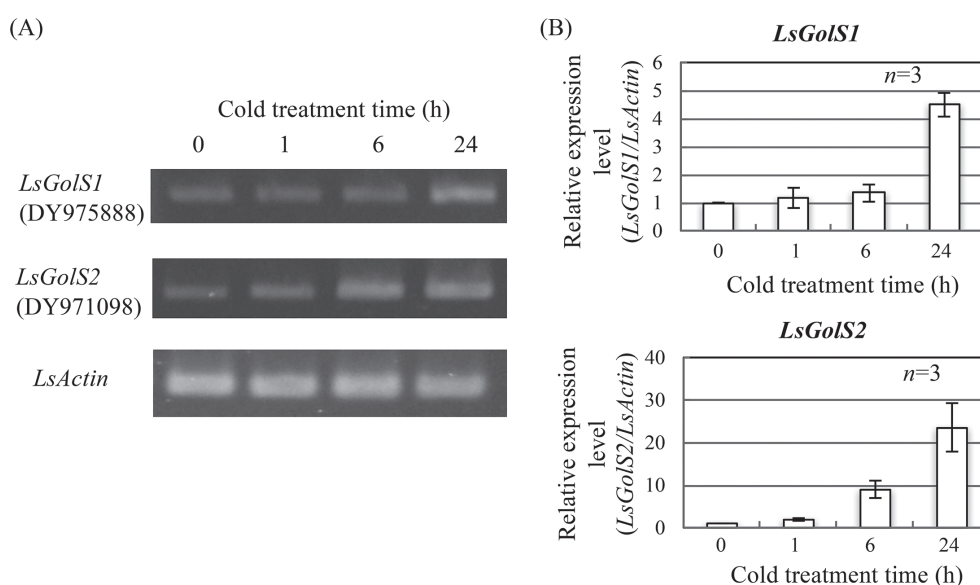 (A)
Cold treatment time (h)
0 1 6 24
LsGolS1
(DY975888)
LsGolS2
(DY971098)
LsActin
(B)
LsGolS1
n=3
Relative expression
level
(LsGolS1/LsActin)
6
5
4
3
2
1
0
0 1 6 24
Cold treatment time (h)
LsGolS2
n=3
Relative expression
level
(LsGolS2/LsActin)
40
30
20
10
0
0 1 6 24
Cold treatment time (h)